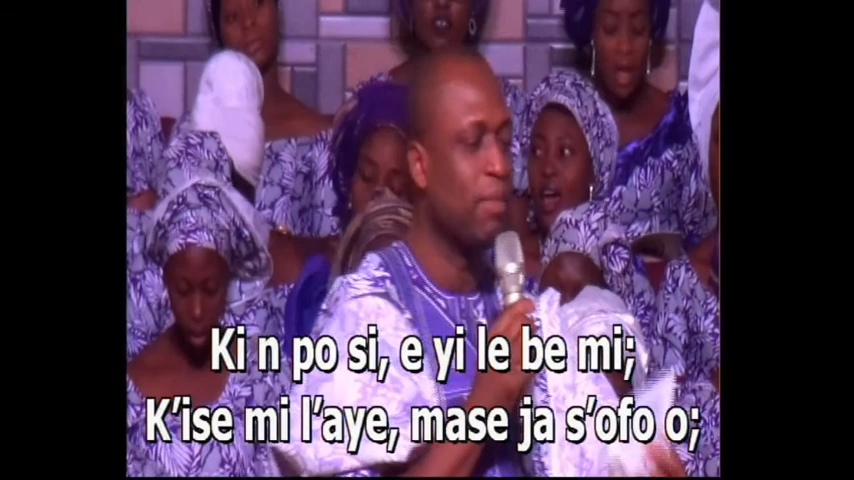 Ki n po si, e yi le be mi;
K'ise mi l'aye, mase ja s'ofo o;